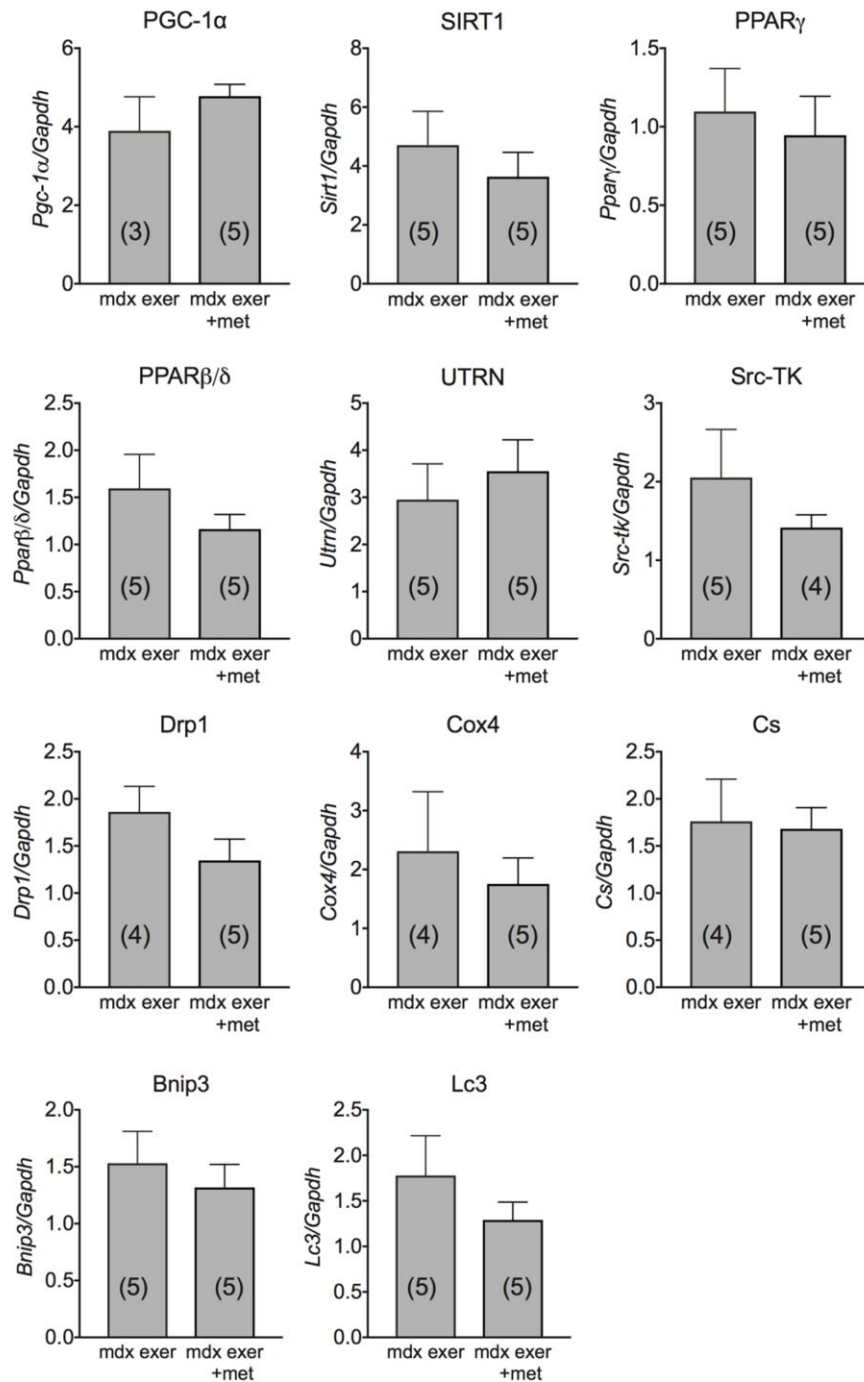 PGC-1α
Pgc-1α/Gapdh
6
4
2
0
(3)
(5)
mdx exer
mdx exer
+met
SIRT1
Sirt1/Gapdh
8
6
4
2
0
(5)
(5)
mdx exer
mdx exer
+met
PPARγ
Pparγ/Gapdh
1.5
1.0
0.5
0.0
(5)
(5)
mdx exer
mdx exer
+met
PPARβ/δ
Pparβ/δ/Gapdh
2.5
2.0
1.5
1.0
0.5
0.0
(5)
(5)
mdx exer
mdx exer
+met
UTRN
Utrn/Gapdh
5
4
3
2
1
0
(5)
(5)
mdx exer
mdx exer
+met
Src-TK
Src-tk/Gapdh
3
2
1
0
(5)
(4)
mdx exer
mdx exer
+met
Drp1
Drp1/Gapdh
2.5
2.0
1.5
1.0
0.5
0.0
(4)
(5)
mdx exer
mdx exer
+met
Cox4
Cox4/Gapdh
4
3
2
1
0
(4)
(5)
mdx exer
mdx exer
+met
Cs
Cs/Gapdh
2.5
2.0
1.5
1.0
0.5
0.0
(4)
(5)
mdx exer
mdx exer
+met
Bnip3
Bnip3/Gapdh
2.0
1.5
1.0
0.5
0.0
(5)
(5)
mdx exer
mdx exer
+met
Lc3
Lc3/Gapdh
2.5
2.0
1.5
1.0
0.5
0.0
(5)
(5)
mdx exer
mdx exer
+met